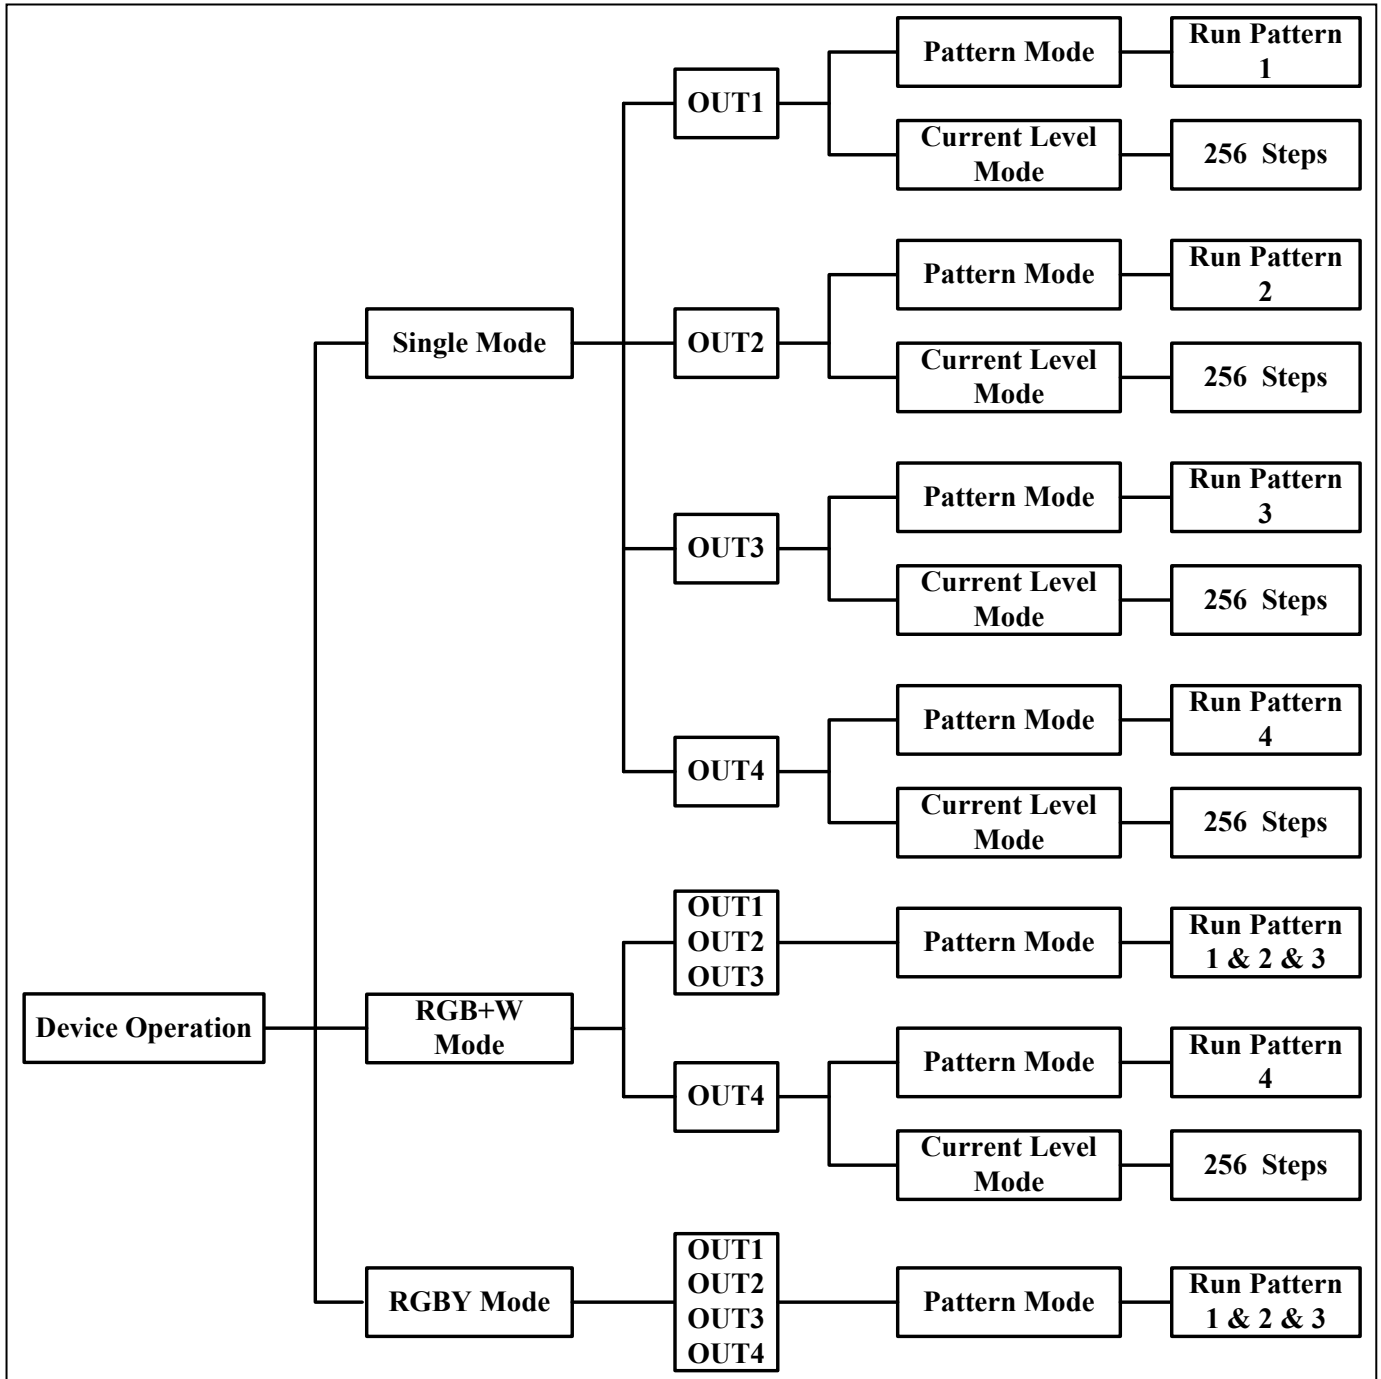 Pattern Mode
Run Pattern
1
OUT1
Current Level
Mode
256 Steps
Pattern Mode
Run Pattern
2
Single Mode
OUT2
Current Level
Mode
256 Steps
Pattern Mode
Run Pattern
3
OUT3
Current Level
Mode
256 Steps
Pattern Mode
Run Pattern
4
OUT4
Current Level
Mode
256 Steps
OUT1
OUT2
OUT3
Pattern Mode
Run Pattern
1 & 2 & 3
Device Operation
RGB+W
Mode
OUT4
Pattern Mode
Run Pattern
4
Current Level
Mode
256 Steps
RGBY Mode
OUT1
OUT2
OUT3
OUT4
Pattern Mode
Run Pattern
1 & 2 & 3